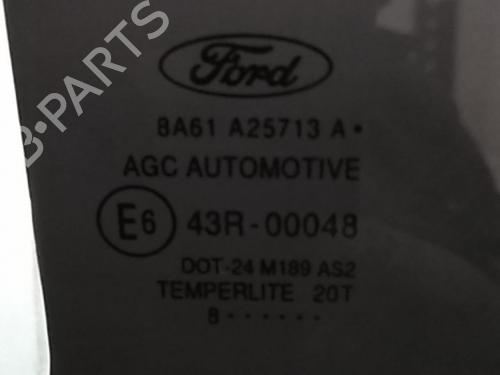 B-PARTS
Ford
8A61 A25713 A•
AGC AUTOMOTIVE
E6 43R-00048
DOT-24 M189 AS2
TEMPERLITE 20T
8 • • • • • •